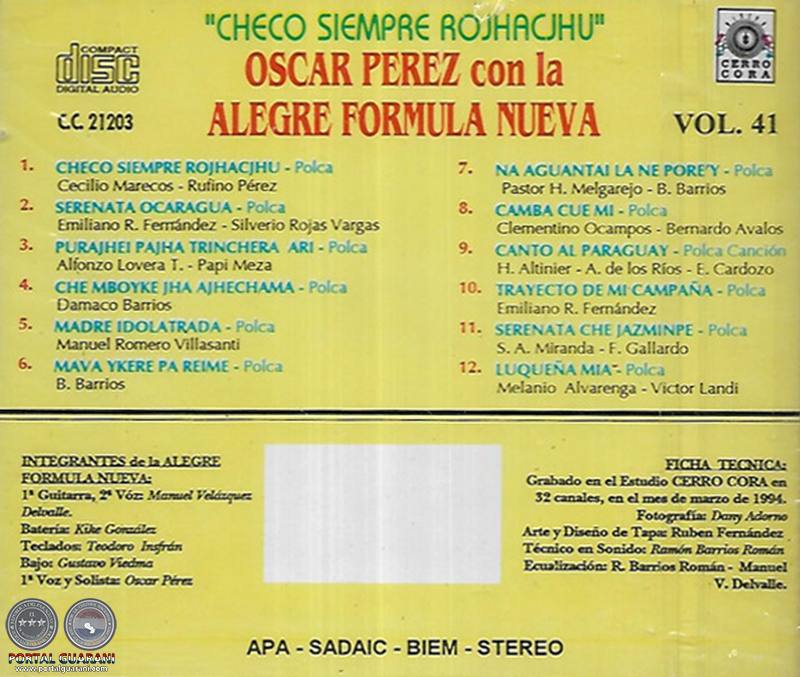 "CHECO SIEMPRE ROJHACJHU"
COMPACT
disc
DIGITAL AUDIO
OSCAR PEREZ con la
ALEGRE FORMULA NUEVA
CERRO
CORA
C.C. 21203
VOL. 41
1. CHECO SIEMPRE ROJHACJHU - Polca
Cecilio Marecos - Rufino Pérez
2. SERENATA OCARAGUA - Polca
Emiliano R. Fernández - Silverio Rojas Vargas
3. PURAJHEI PAJHA TRINCHERA ARI - Polca
Alfonzo Lovera T. - Papi Meza
4. CHE MBOYKE JHA AJHECHAMA - Polca
Damaco Barrios
5. MADRE IDOLATRADA - Polca
Manuel Romero Villasanti
6. MAVA YKERE PA REIME - Polca
B. Barrios
7. NA AGUANTAI LA NE PORE'Y - Polca
Pastor H. Melgarejo - B. Barrios
8. CAMBA CUE MI - Polca
Clementino Ocampos - Bernardo Avalos
9. CANTO AL PARAGUAY - Polca Canción
H. Altinier - A. de los Ríos - E. Cardozo
10. TRAYECTO DE MI CAMPAÑA - Polca
Emiliano R. Fernández
11. SERENATA CHE JAZMINPE - Polca
S. A. Miranda - F. Gallardo
12. LUQUEÑA MIA - Polca
Melanio Alvarenga - Victor Landi
INTEGRANTES de la ALEGRE
FORMULA NUEVA:
1ª Guitarra, 2ª Vóz: Manuel Velázquez
Delvalle.
Batería: Kike González
Teclados: Teodoro Insfrán
Bajo: Gustavo Viedma
1ª Voz y Solista: Oscar Pérez
FICHA TECNICA:
Grabado en el Estudio CERRO CORA en
32 canales, en el mes de marzo de 1994.
Fotografía: Dany Adorno
Arte y Diseño de Tapa: Ruben Fernández
Técnico en Sonido: Ramón Barrios Román
Ecualización: R. Barrios Román - Manuel
V. Delvalle.
APA - SADAIC - BIEM - STEREO
PORTAL GUARANI
www.portalguarani.com